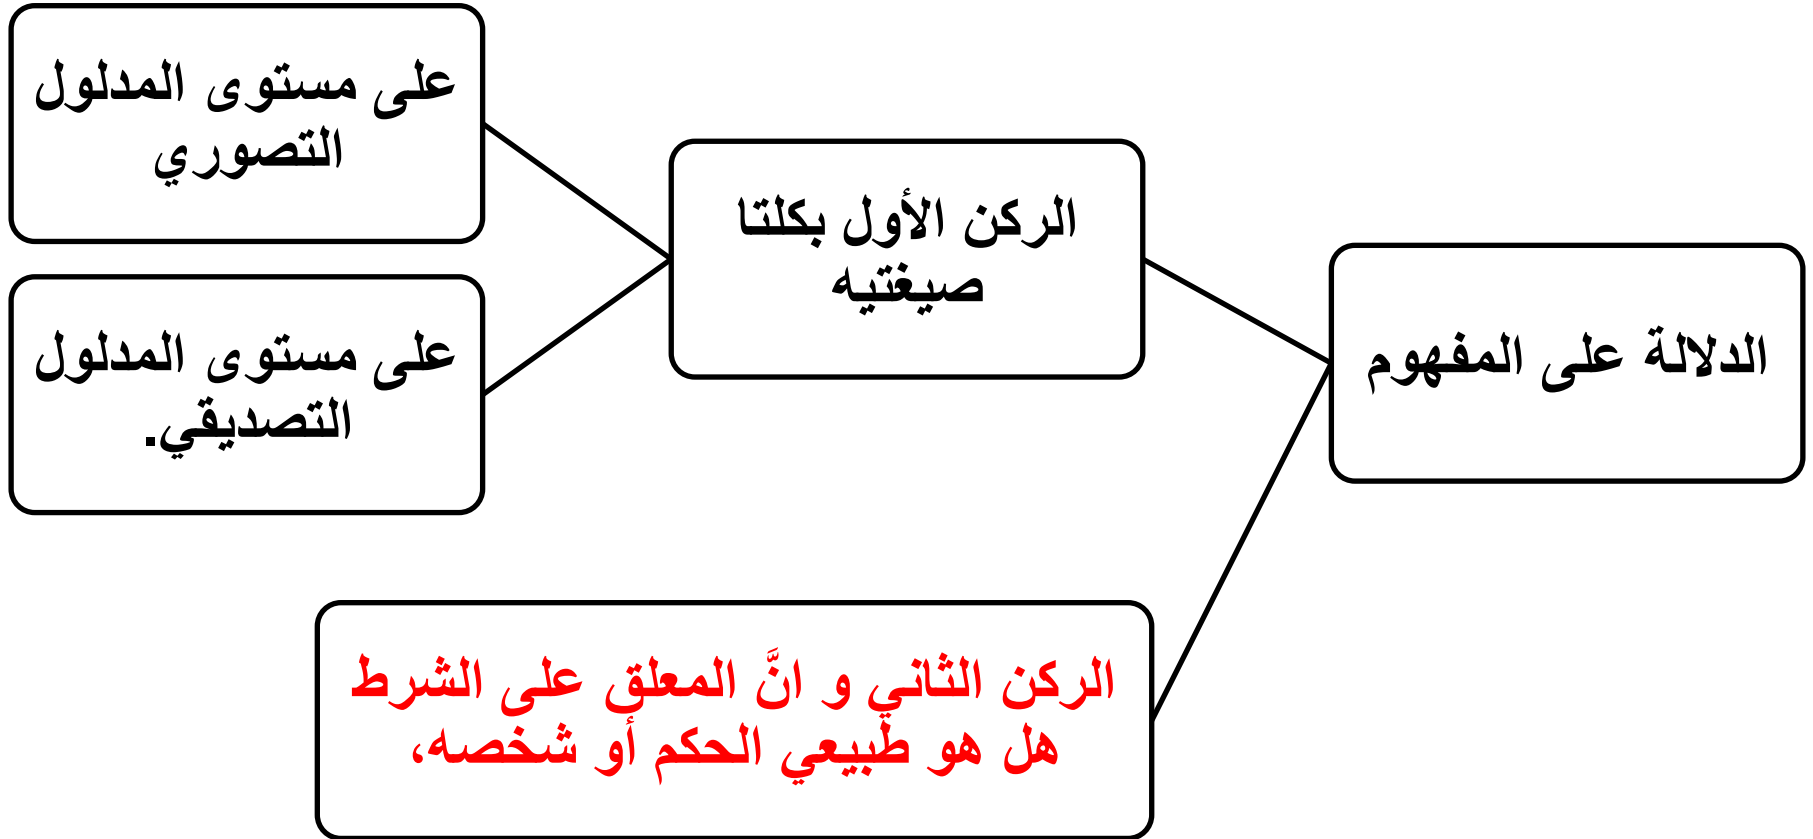 الدلالة على المفهوم
الركن الأول بكلتا
صيغتيه
على مستوى المدلول
التصوري
على مستوى المدلول
التصديقي.
الركن الثاني و انَّ المعلق على الشرط
هل هو طبيعي الحكم أو شخصه،